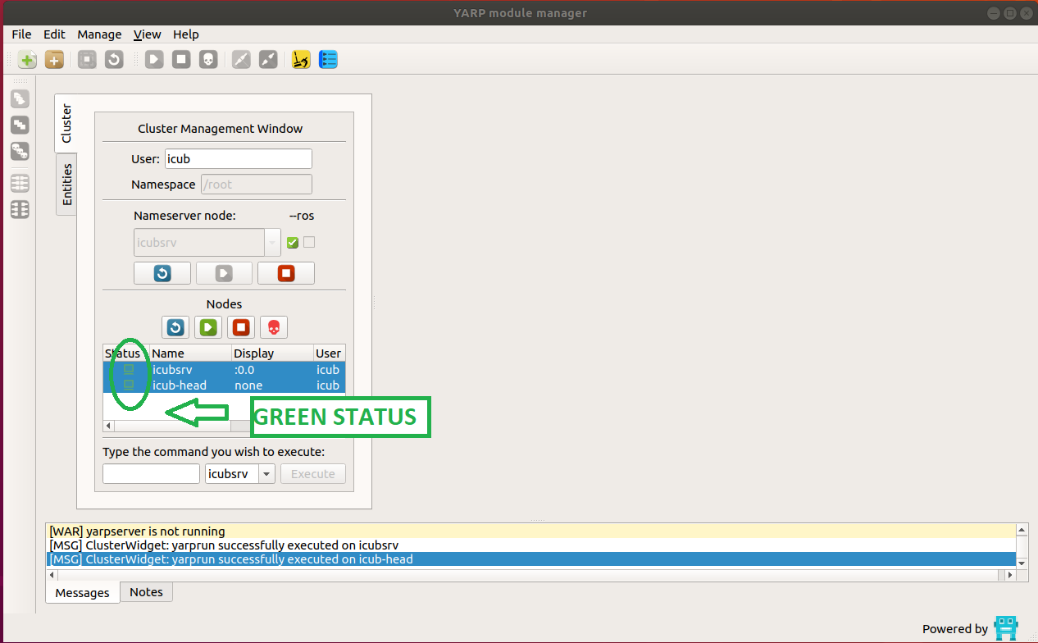 YARP module manager
File Edit Manage View Help
Cluster
Entities
Cluster Management Window
User: icub
Namespace /root
Nameserver node: --ros
icubsrv
Nodes
Status Name Display User
icubsrv :0.0 icub
icub-head none icub
GREEN STATUS
Type the command you wish to execute:
icubsrv Execute
[WAR] yarpserver is not running
[MSG] ClusterWidget: yarprun successfully executed on icubsrv
[MSG] ClusterWidget: yarprun successfully executed on icub-head
Messages Notes
Powered by